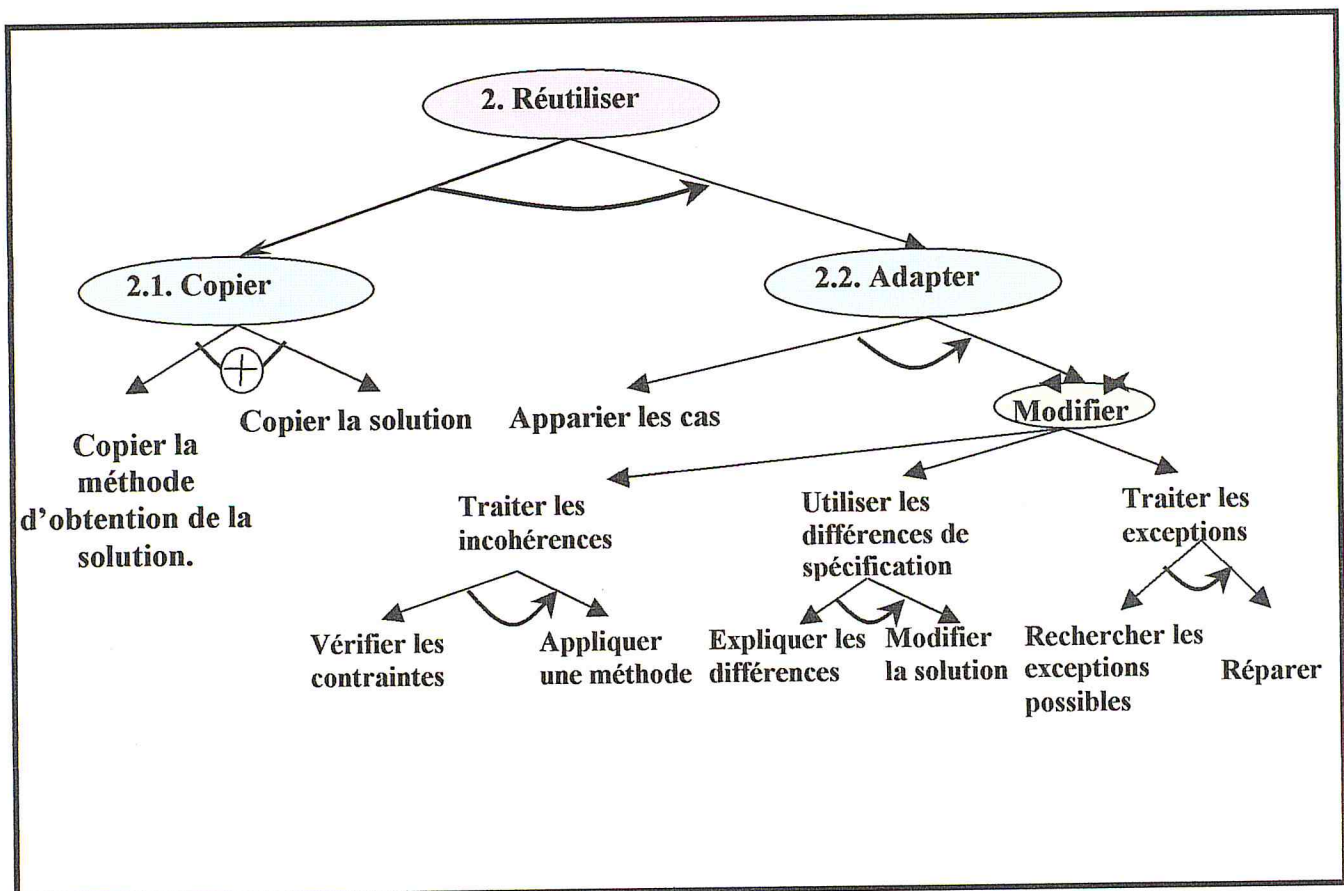 2. Réutiliser
2.1. Copier
2.2. Adapter
Copier la
méthode
d’obtention de la
solution.
Copier la solution
Apparier les cas
Modifier
Traiter les
incohérences
Utiliser les
différences de
spécification
Traiter les
exceptions
Vérifier les
contraintes
Appliquer
une méthode
Expliquer les
différences
Modifier
la solution
Rechercher les
exceptions
possibles
Réparer